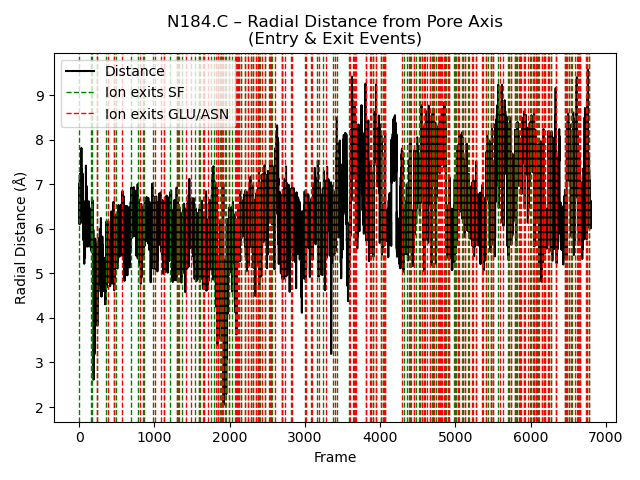 N184.C – Radial Distance from Pore Axis
(Entry & Exit Events)
Distance
Ion exits SF
Ion exits GLU/ASN
Radial Distance (Å)
9
8
7
6
5
4
3
2
0 1000 2000 3000 4000 5000 6000 7000
Frame